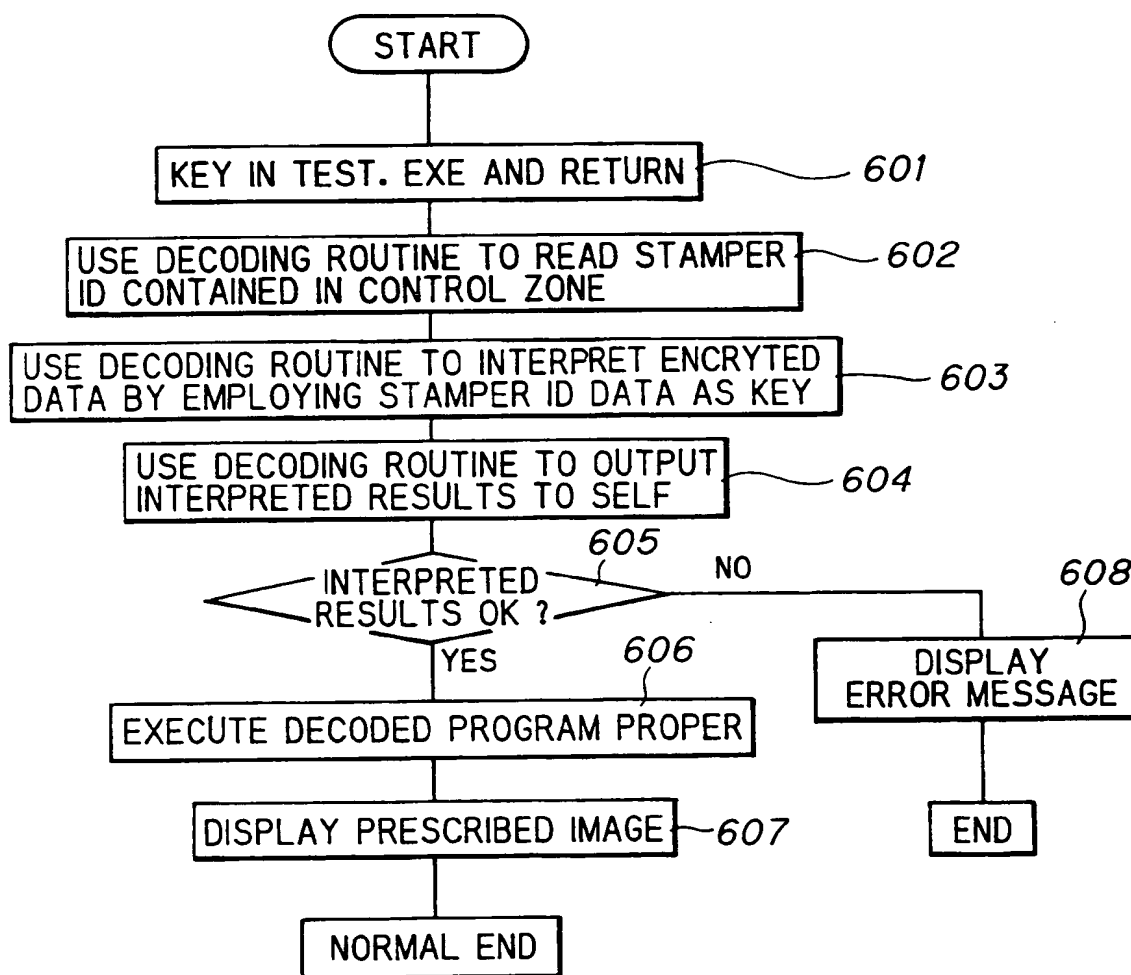 START
KEY IN TEST. EXE AND RETURN
601
USE DECODING ROUTINE TO READ STAMPER
ID CONTAINED IN CONTROL ZONE
602
USE DECODING ROUTINE TO INTERPRET ENCRYTED
DATA BY EMPLOYING STAMPER ID DATA AS KEY
603
USE DECODING ROUTINE TO OUTPUT
INTERPRETED RESULTS TO SELF
604
605
INTERPRETED
RESULTS OK ?
NO
YES
608
DISPLAY
ERROR MESSAGE
END
606
EXECUTE DECODED PROGRAM PROPER
DISPLAY PRESCRIBED IMAGE
607
NORMAL END